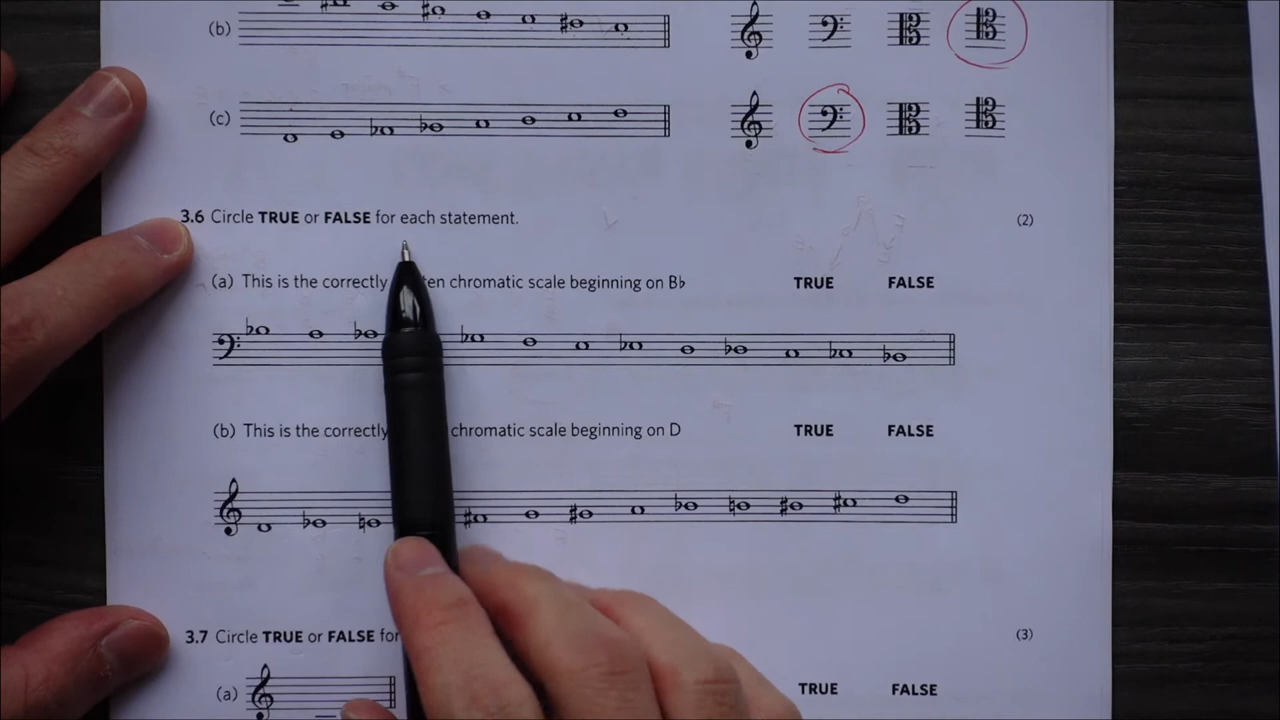 (b)
(c)
3.6 Circle TRUE or FALSE for each statement. (2)
(a) This is the correctly chromatic scale beginning on B♭ TRUE FALSE
(b) This is the correctly chromatic scale beginning on D TRUE FALSE
3.7 Circle TRUE or FALSE for (3)
(a) TRUE FALSE